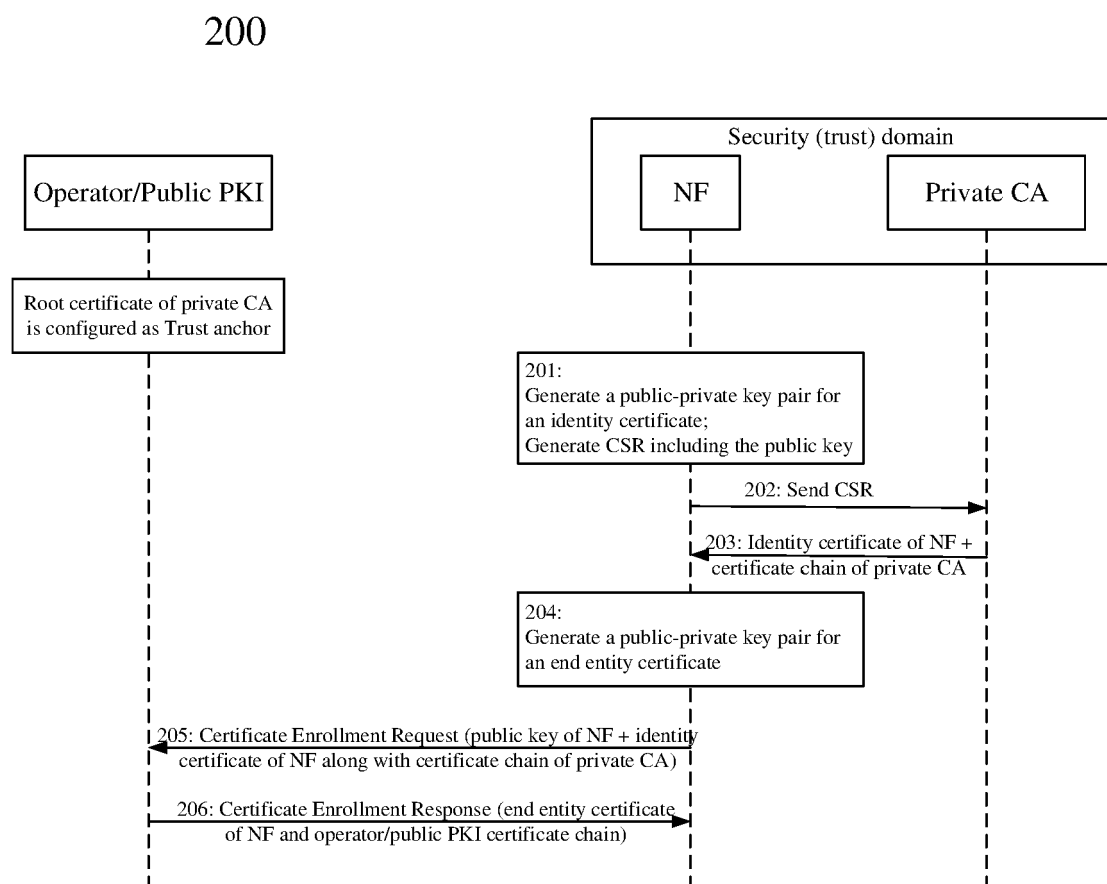 200
Security (trust) domain
Operator/Public PKI
NF
Private CA
Root certificate of private CA
is configured as Trust anchor
201:
Generate a public-private key pair for
an identity certificate;
Generate CSR including the public key
202: Send CSR
203: Identity certificate of NF +
certificate chain of private CA
204:
Generate a public-private key pair for
an end entity certificate
205: Certificate Enrollment Request (public key of NF + identity
certificate of NF along with certificate chain of private CA)
206: Certificate Enrollment Response (end entity certificate
of NF and operator/public PKI certificate chain)